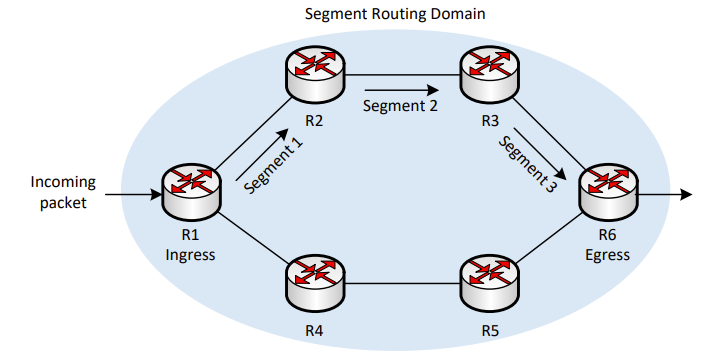 Segment Routing Domain
R2
Segment 2
R3
Segment 1
Segment 3
Incoming
packet
R1
Ingress
R6
Egress
R4
R5